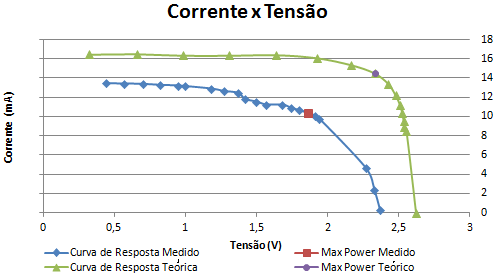 Corrente x Tensão
18
16
14
12
10
8
6
4
2
0
Corrente (mA)
0 0,5 1 1,5 2 2,5 3
Tensão (V)
Curva de Resposta Medido Max Power Medido
Curva de Resposta Teórica Max Power Teórico